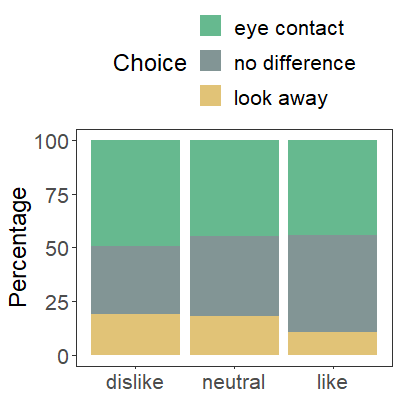 Choice
eye contact
no difference
look away
Percentage
100
75
50
25
0
dislike neutral like